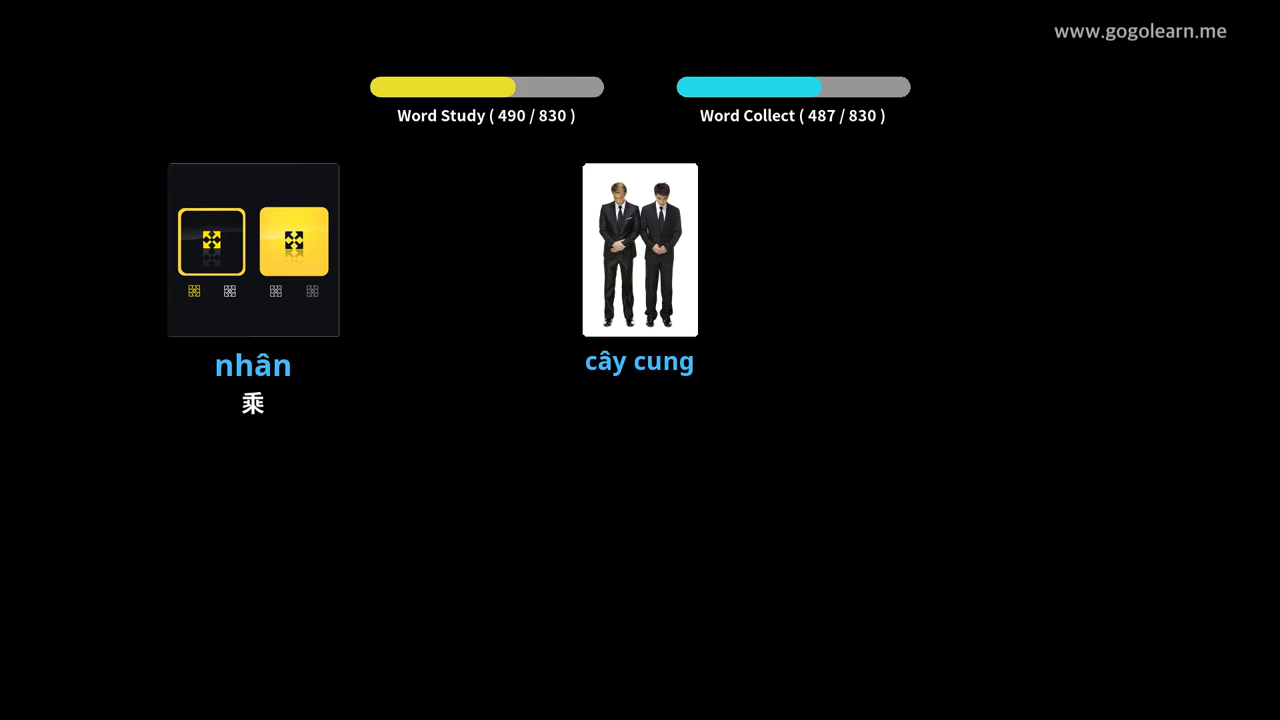 www.gogolearn.me
Word Study ( 490 / 830 )
Word Collect ( 487 / 830 )
nhân
乘
cây cung